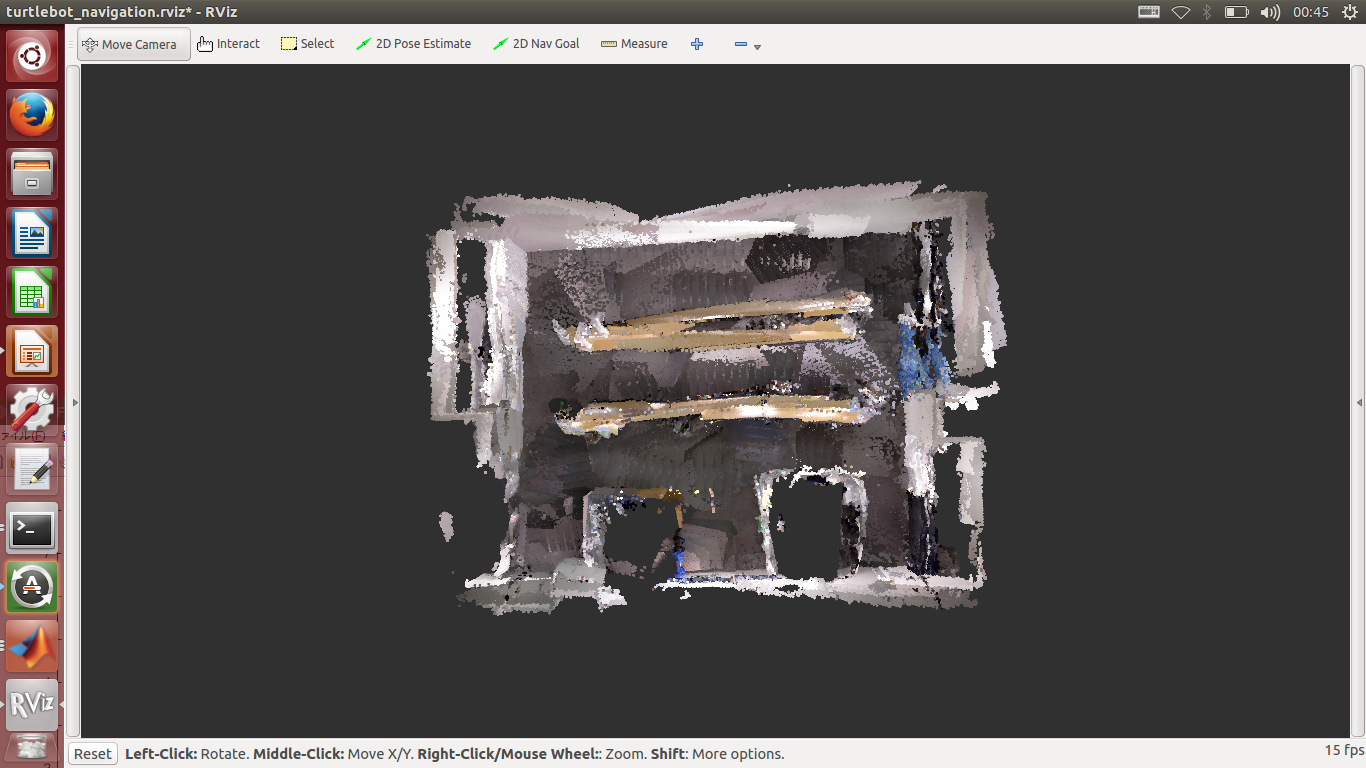 turtlebot_navigation.rviz* - RViz
00:45
Move Camera Interact Select 2D Pose Estimate 2D Nav Goal Measure
RViz
Reset Left-Click: Rotate. Middle-Click: Move X/Y. Right-Click/Mouse Wheel:: Zoom. Shift: More options.
15 fps